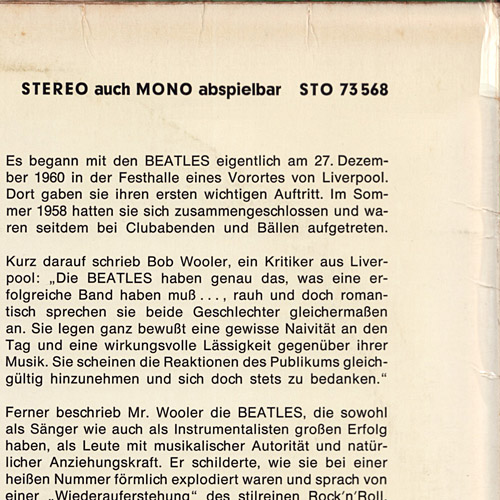 STEREO auch MONO abspielbar STO 73568
Es begann mit den BEATLES eigentlich am 27. Dezem-
ber 1960 in der Festhalle eines Vorortes von Liverpool.
Dort gaben sie ihren ersten wichtigen Auftritt. Im Som-
mer 1958 hatten sie sich zusammengeschlossen und wa-
ren seitdem bei Clubabenden und Bällen aufgetreten.
Kurz darauf schrieb Bob Wooler, ein Kritiker aus Liver-
pool: „Die BEATLES haben genau das, was eine er-
folgreiche Band haben muß . . ., rauh und doch roman-
tisch sprechen sie beide Geschlechter gleichermaßen
an. Sie legen ganz bewußt eine gewisse Naivität an den
Tag und eine wirkungsvolle Lässigkeit gegenüber ihrer
Musik. Sie scheinen die Reaktionen des Publikums gleich-
gültig hinzunehmen und sich doch stets zu bedanken.“
Ferner beschrieb Mr. Wooler die BEATLES, die sowohl
als Sänger wie auch als Instrumentalisten großen Erfolg
haben, als Leute mit musikalischer Autorität und natür-
licher Anziehungskraft. Er schilderte, wie sie bei einer
heißen Nummer förmlich explodiert waren und sprach von
einer „Wiederauferstehung“ des stilreinen Rock'n'Roll,